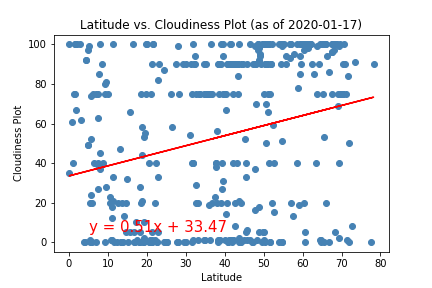 Latitude vs. Cloudiness Plot (as of 2020-01-17)
Cloudiness Plot
100
80
60
40
20
0
y = 0.51x + 33.47
0 10 20 30 40 50 60 70 80
Latitude